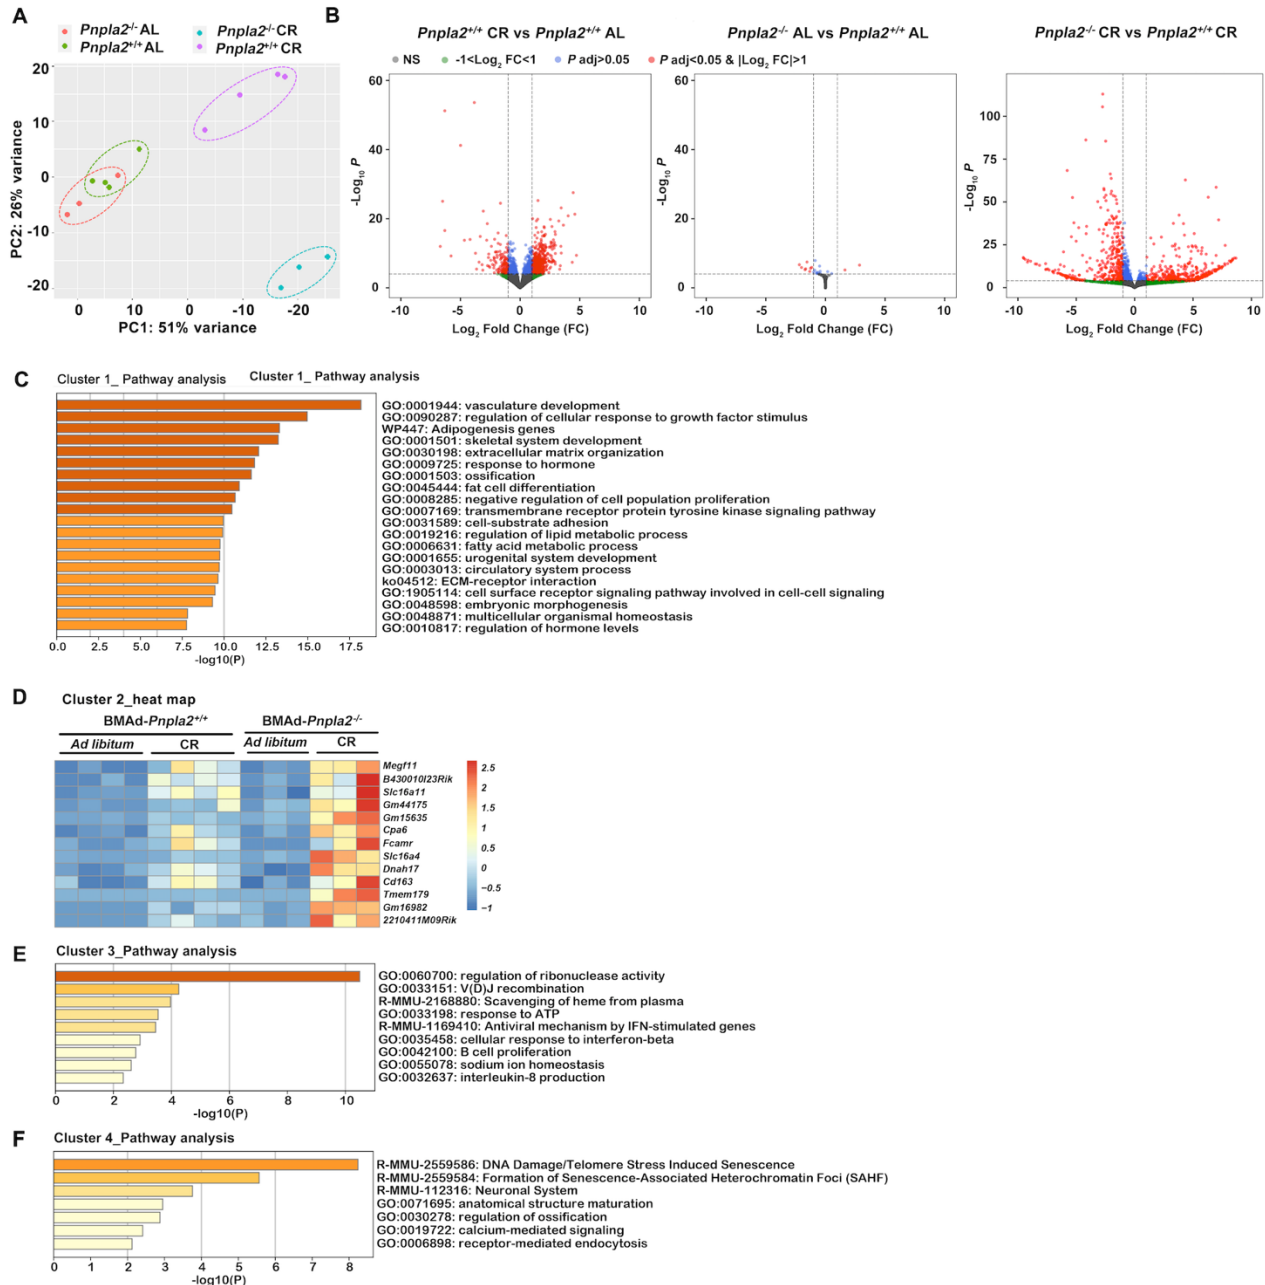 A
Pnpla2-/- AL
Pnpla2-/- CR
Pnpla2+/+ AL
Pnpla2+/+ CR
20
10
0
-10
-20
PC2: 26% variance
0 10 0 -10 -20
PC1: 51% variance
B
Pnpla2+/+ CR vs Pnpla2+/+ AL
Pnpla2-/- AL vs Pnpla2+/+ AL
Pnpla2-/- CR vs Pnpla2+/+ CR
NS -1<Log2 FC<1 P adj>0.05 P adj<0.05 & |Log2 FC|>1
60
40
20
0
-Log10 P
-10 -5 0 5 10
Log2 Fold Change (FC)
60
40
20
0
-Log10 P
-10 -5 0 5 10
Log2 Fold Change (FC)
100
75
50
25
0
-Log10 P
-10 -5 0 5 10
Log2 Fold Change (FC)
C
Cluster 1_ Pathway analysis
Cluster 1_ Pathway analysis
GO:0001944: vasculature development
GO:0090287: regulation of cellular response to growth factor stimulus
WP447: Adipogenesis genes
GO:0001501: skeletal system development
GO:0030198: extracellular matrix organization
GO:0009725: response to hormone
GO:0001503: ossification
GO:0045444: fat cell differentiation
GO:0008285: negative regulation of cell population proliferation
GO:0007169: transmembrane receptor protein tyrosine kinase signaling pathway
GO:0031589: cell-substrate adhesion
GO:0019216: regulation of lipid metabolic process
GO:0006631: fatty acid metabolic process
GO:0001655: urogenital system development
GO:0003013: circulatory system process
ko04512: ECM-receptor interaction
GO:1905114: cell surface receptor signaling pathway involved in cell-cell signaling
GO:0048598: embryonic morphogenesis
GO:0048871: multicellular organismal homeostasis
GO:0010817: regulation of hormone levels
0.0 2.5 5.0 7.5 10.0 12.5 15.0 17.5
-log10(P)
D
Cluster 2_heat map
BMAd-Pnpla2+/+
BMAd-Pnpla2-/-
Ad libitum CR Ad libitum CR
Megf11
B430010I23Rik
Slc16a11
Gm44175
Gm15635
Cpa6
Fcamr
Slc16a4
Dnah17
Cd163
Tmem179
Gm16982
2210411M09Rik
2.5
2
1.5
1
0.5
0
−0.5
−1
E
Cluster 3_Pathway analysis
GO:0060700: regulation of ribonuclease activity
GO:0033151: V(D)J recombination
R-MMU-2168880: Scavenging of heme from plasma
GO:0033198: response to ATP
R-MMU-1169410: Antiviral mechanism by IFN-stimulated genes
GO:0035458: cellular response to interferon-beta
GO:0042100: B cell proliferation
GO:0055078: sodium ion homeostasis
GO:0032637: interleukin-8 production
0 2 4 6 8 10
-log10(P)
F
Cluster 4_Pathway analysis
R-MMU-2559586: DNA Damage/Telomere Stress Induced Senescence
R-MMU-2559584: Formation of Senescence-Associated Heterochromatin Foci (SAHF)
R-MMU-112316: Neuronal System
GO:0071695: anatomical structure maturation
GO:0030278: regulation of ossification
GO:0019722: calcium-mediated signaling
GO:0006898: receptor-mediated endocytosis
0 1 2 3 4 5 6 7 8
-log10(P)